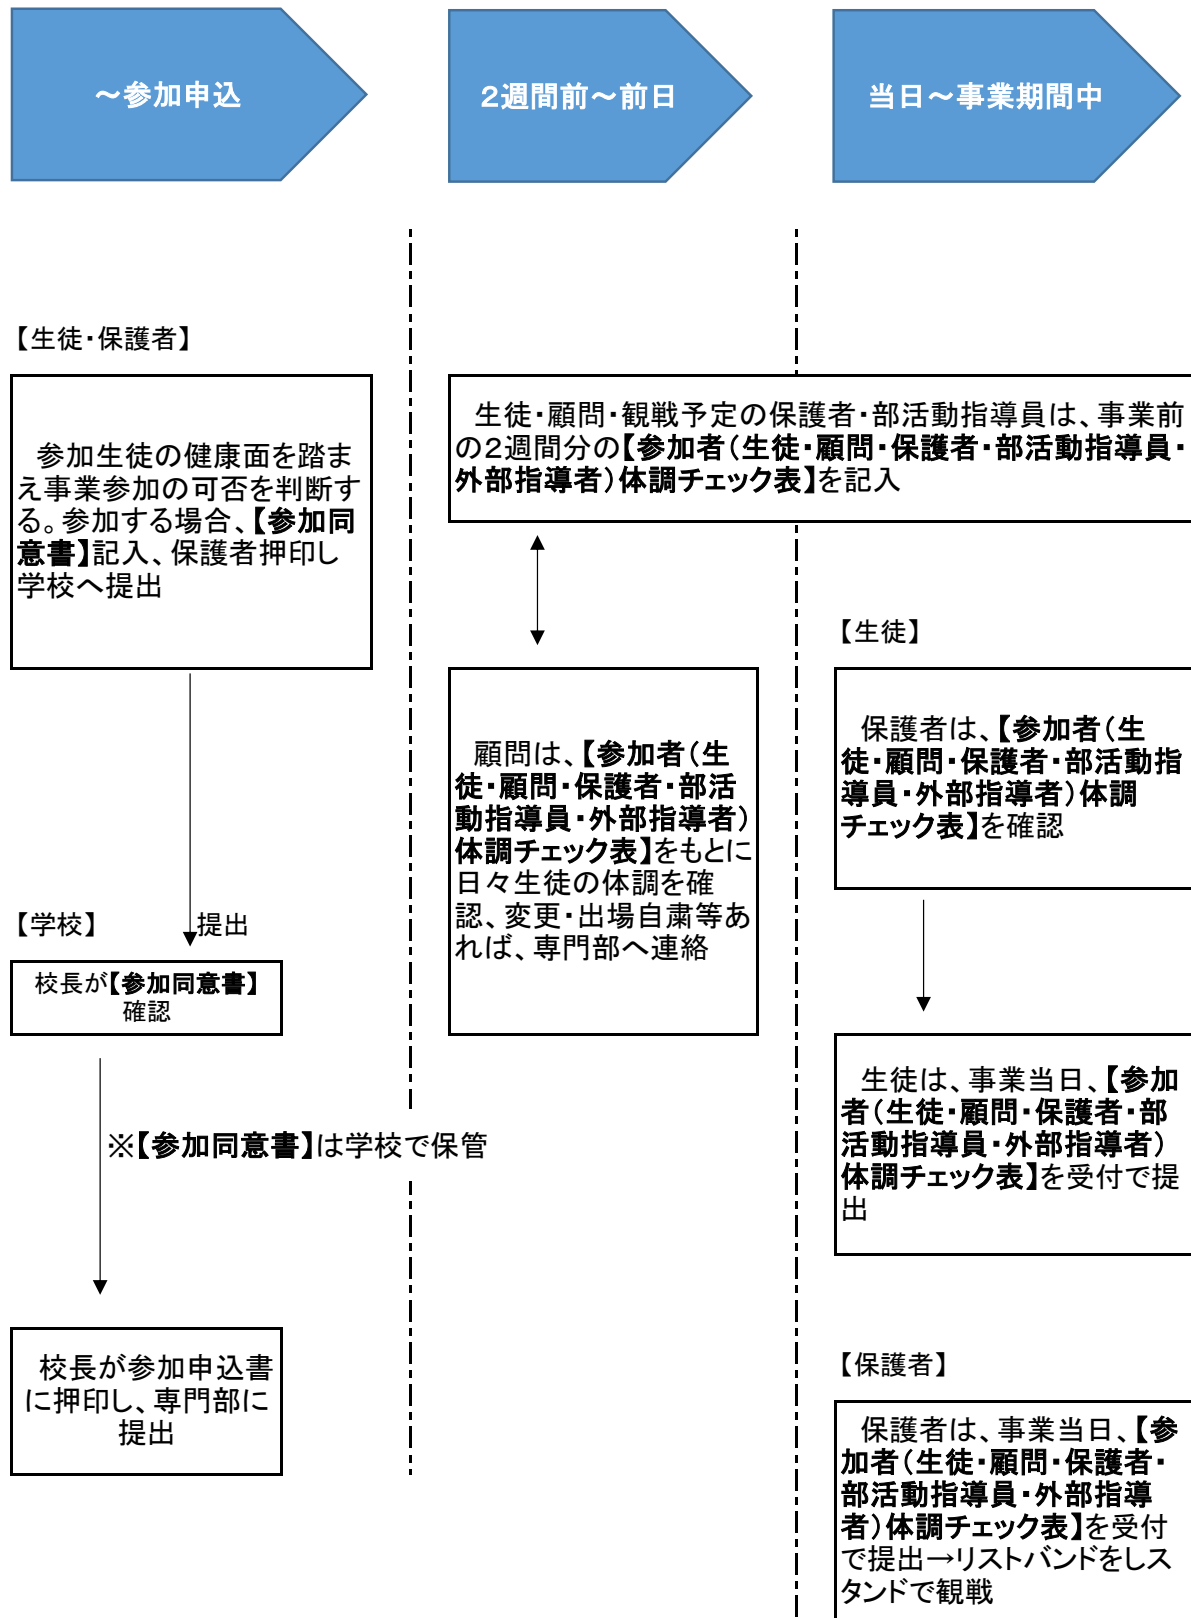 ～参加申込
２週間前～前日
当日～事業期間中
【生徒・保護者】
参加生徒の健康面を踏ま
え事業参加の可否を判断す
る。参加する場合、【参加同
意書】記入、保護者押印し
学校へ提出
提出
【学校】
校長が【参加同意書】
確認
※【参加同意書】は学校で保管
校長が参加申込書
に押印し、専門部に
提出
生徒・顧問・観戦予定の保護者・部活動指導員は、事業前
の２週間分の【参加者（生徒・顧問・保護者・部活動指導員・
外部指導者）体調チェック表】を記入
顧問は、【参加者（生
徒・顧問・保護者・部活
動指導員・外部指導者）
体調チェック表】をもとに
日々生徒の体調を確
認、変更・出場自粛等あ
れば、専門部へ連絡
【生徒】
保護者は、【参加者（生
徒・顧問・保護者・部活動指
導員・外部指導者）体調
チェック表】を確認
生徒は、事業当日、【参加
者（生徒・顧問・保護者・部
活動指導員・外部指導者）
体調チェック表】を受付で提
出
【保護者】
保護者は、事業当日、【参
加者（生徒・顧問・保護者・
部活動指導員・外部指導
者）体調チェック表】を受付
で提出→リストバンドをしス
タンドで観戦